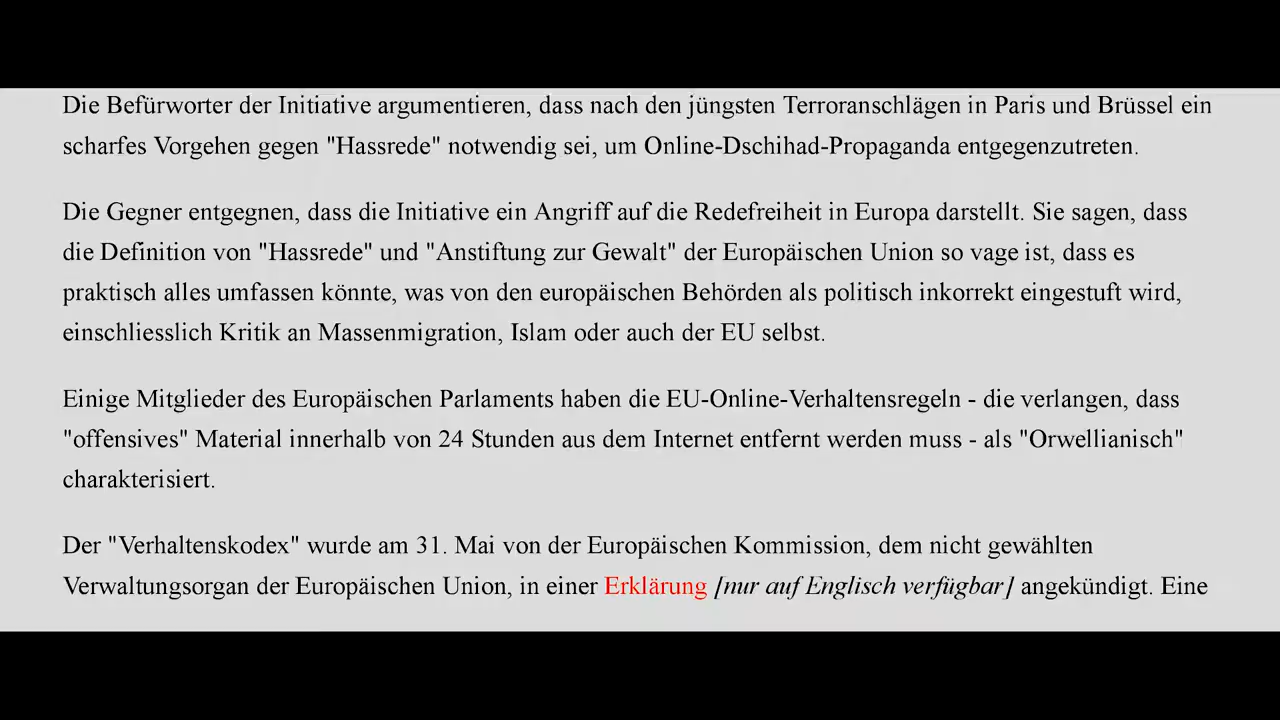 Die Befürworter der Initiative argumentieren, dass nach den jüngsten Terroranschlägen in Paris und Brüssel ein
scharfes Vorgehen gegen "Hassrede" notwendig sei, um Online-Dschihad-Propaganda entgegenzutreten.
Die Gegner entgegnen, dass die Initiative ein Angriff auf die Redefreiheit in Europa darstellt. Sie sagen, dass
die Definition von "Hassrede" und "Anstiftung zur Gewalt" der Europäischen Union so vage ist, dass es
praktisch alles umfassen könnte, was von den europäischen Behörden als politisch inkorrekt eingestuft wird,
einschliesslich Kritik an Massenmigration, Islam oder auch der EU selbst.
Einige Mitglieder des Europäischen Parlaments haben die EU-Online-Verhaltensregeln - die verlangen, dass
"offensives" Material innerhalb von 24 Stunden aus dem Internet entfernt werden muss - als "Orwellianisch"
charakterisiert.
Der "Verhaltenskodex" wurde am 31. Mai von der Europäischen Kommission, dem nicht gewählten
Verwaltungsorgan der Europäischen Union, in einer Erklärung [nur auf Englisch verfügbar] angekündigt. Eine